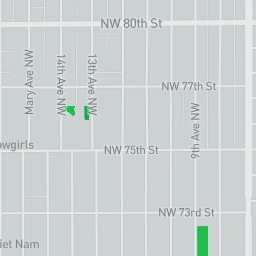 NW 80th St
Mary Ave NW
14th Ave NW
13th Ave NW
NW 77th St
9th Ave NW
owgirls
NW 75th St
NW 73rd St
iet Nam